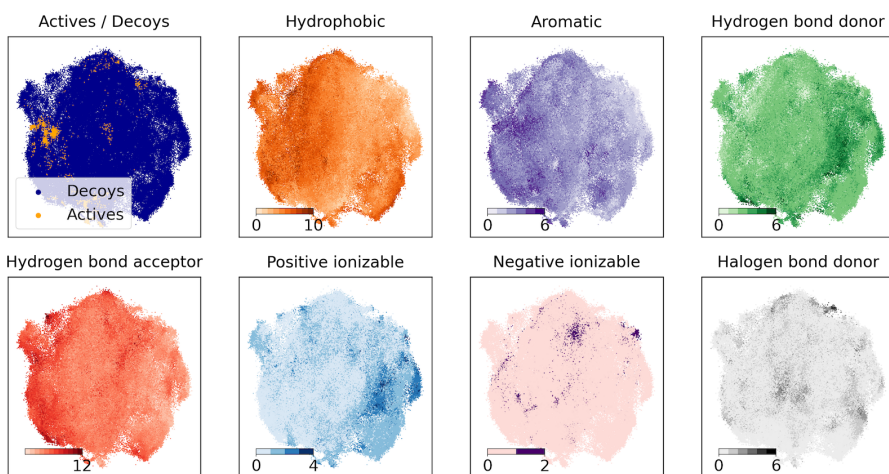 Actives / Decoys
Hydrophobic
Aromatic
Hydrogen bond donor
Decoys
Actives
0 10
0 6
0 6
Hydrogen bond acceptor
Positive ionizable
Negative ionizable
Halogen bond donor
12
0 4
0 2
0 6